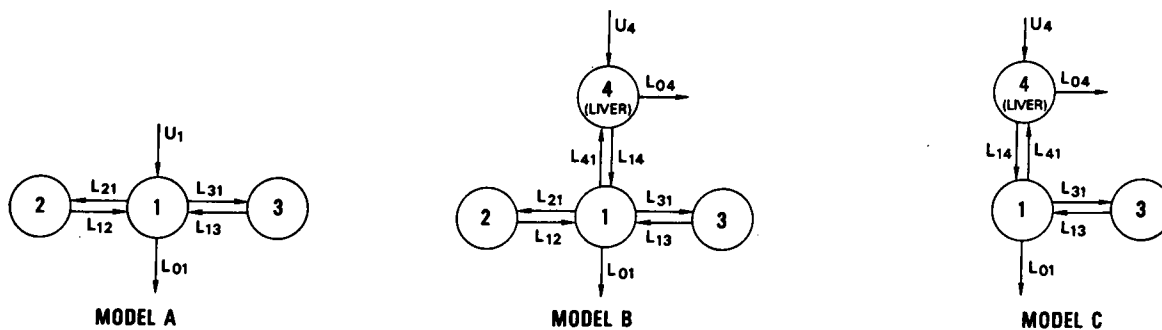 U1
L21
L31
2
1
3
L12
L13
L01
MODEL A
U4
4
(LIVER)
L04
L41
L14
L21
L31
2
1
3
L12
L13
L01
MODEL B
U4
4
(LIVER)
L04
L14
L41
L31
1
3
L13
L01
MODEL C